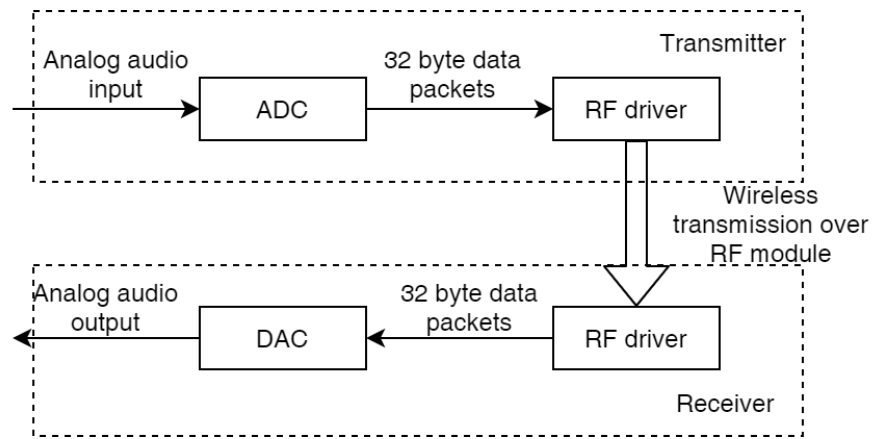 Transmitter
Analog audio
input
ADC
32 byte data
packets
RF driver
Wireless
transmission over
RF module
Analog audio
output
DAC
32 byte data
packets
RF driver
Receiver